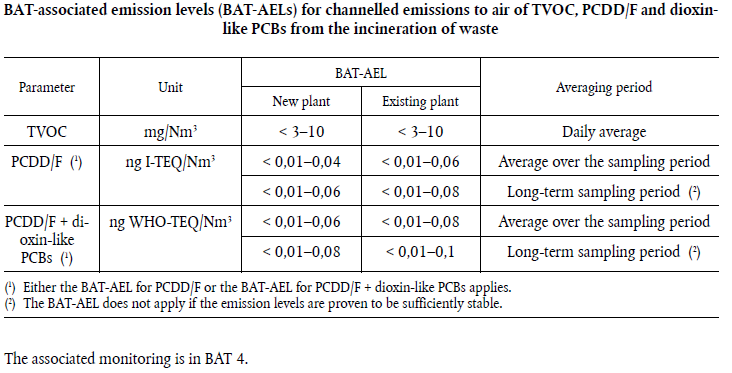 BAT-associated emission levels (BAT-AELs) for channelled emissions to air of TVOC, PCDD/F and dioxin-
like PCBs from the incineration of waste
Parameter Unit BAT-AEL Averaging period
New plant Existing plant
TVOC mg/Nm³ < 3–10 < 3–10 Daily average
PCDD/F (¹) ng I-TEQ/Nm³ < 0,01–0,04 < 0,01–0,06 Average over the sampling period
< 0,01–0,06 < 0,01–0,08 Long-term sampling period (²)
PCDD/F + di-
oxin-like
PCBs (¹) ng WHO-TEQ/Nm³ < 0,01–0,06 < 0,01–0,08 Average over the sampling period
< 0,01–0,08 < 0,01–0,1 Long-term sampling period (²)
(¹) Either the BAT-AEL for PCDD/F or the BAT-AEL for PCDD/F + dioxin-like PCBs applies.
(²) The BAT-AEL does not apply if the emission levels are proven to be sufficiently stable.
The associated monitoring is in BAT 4.